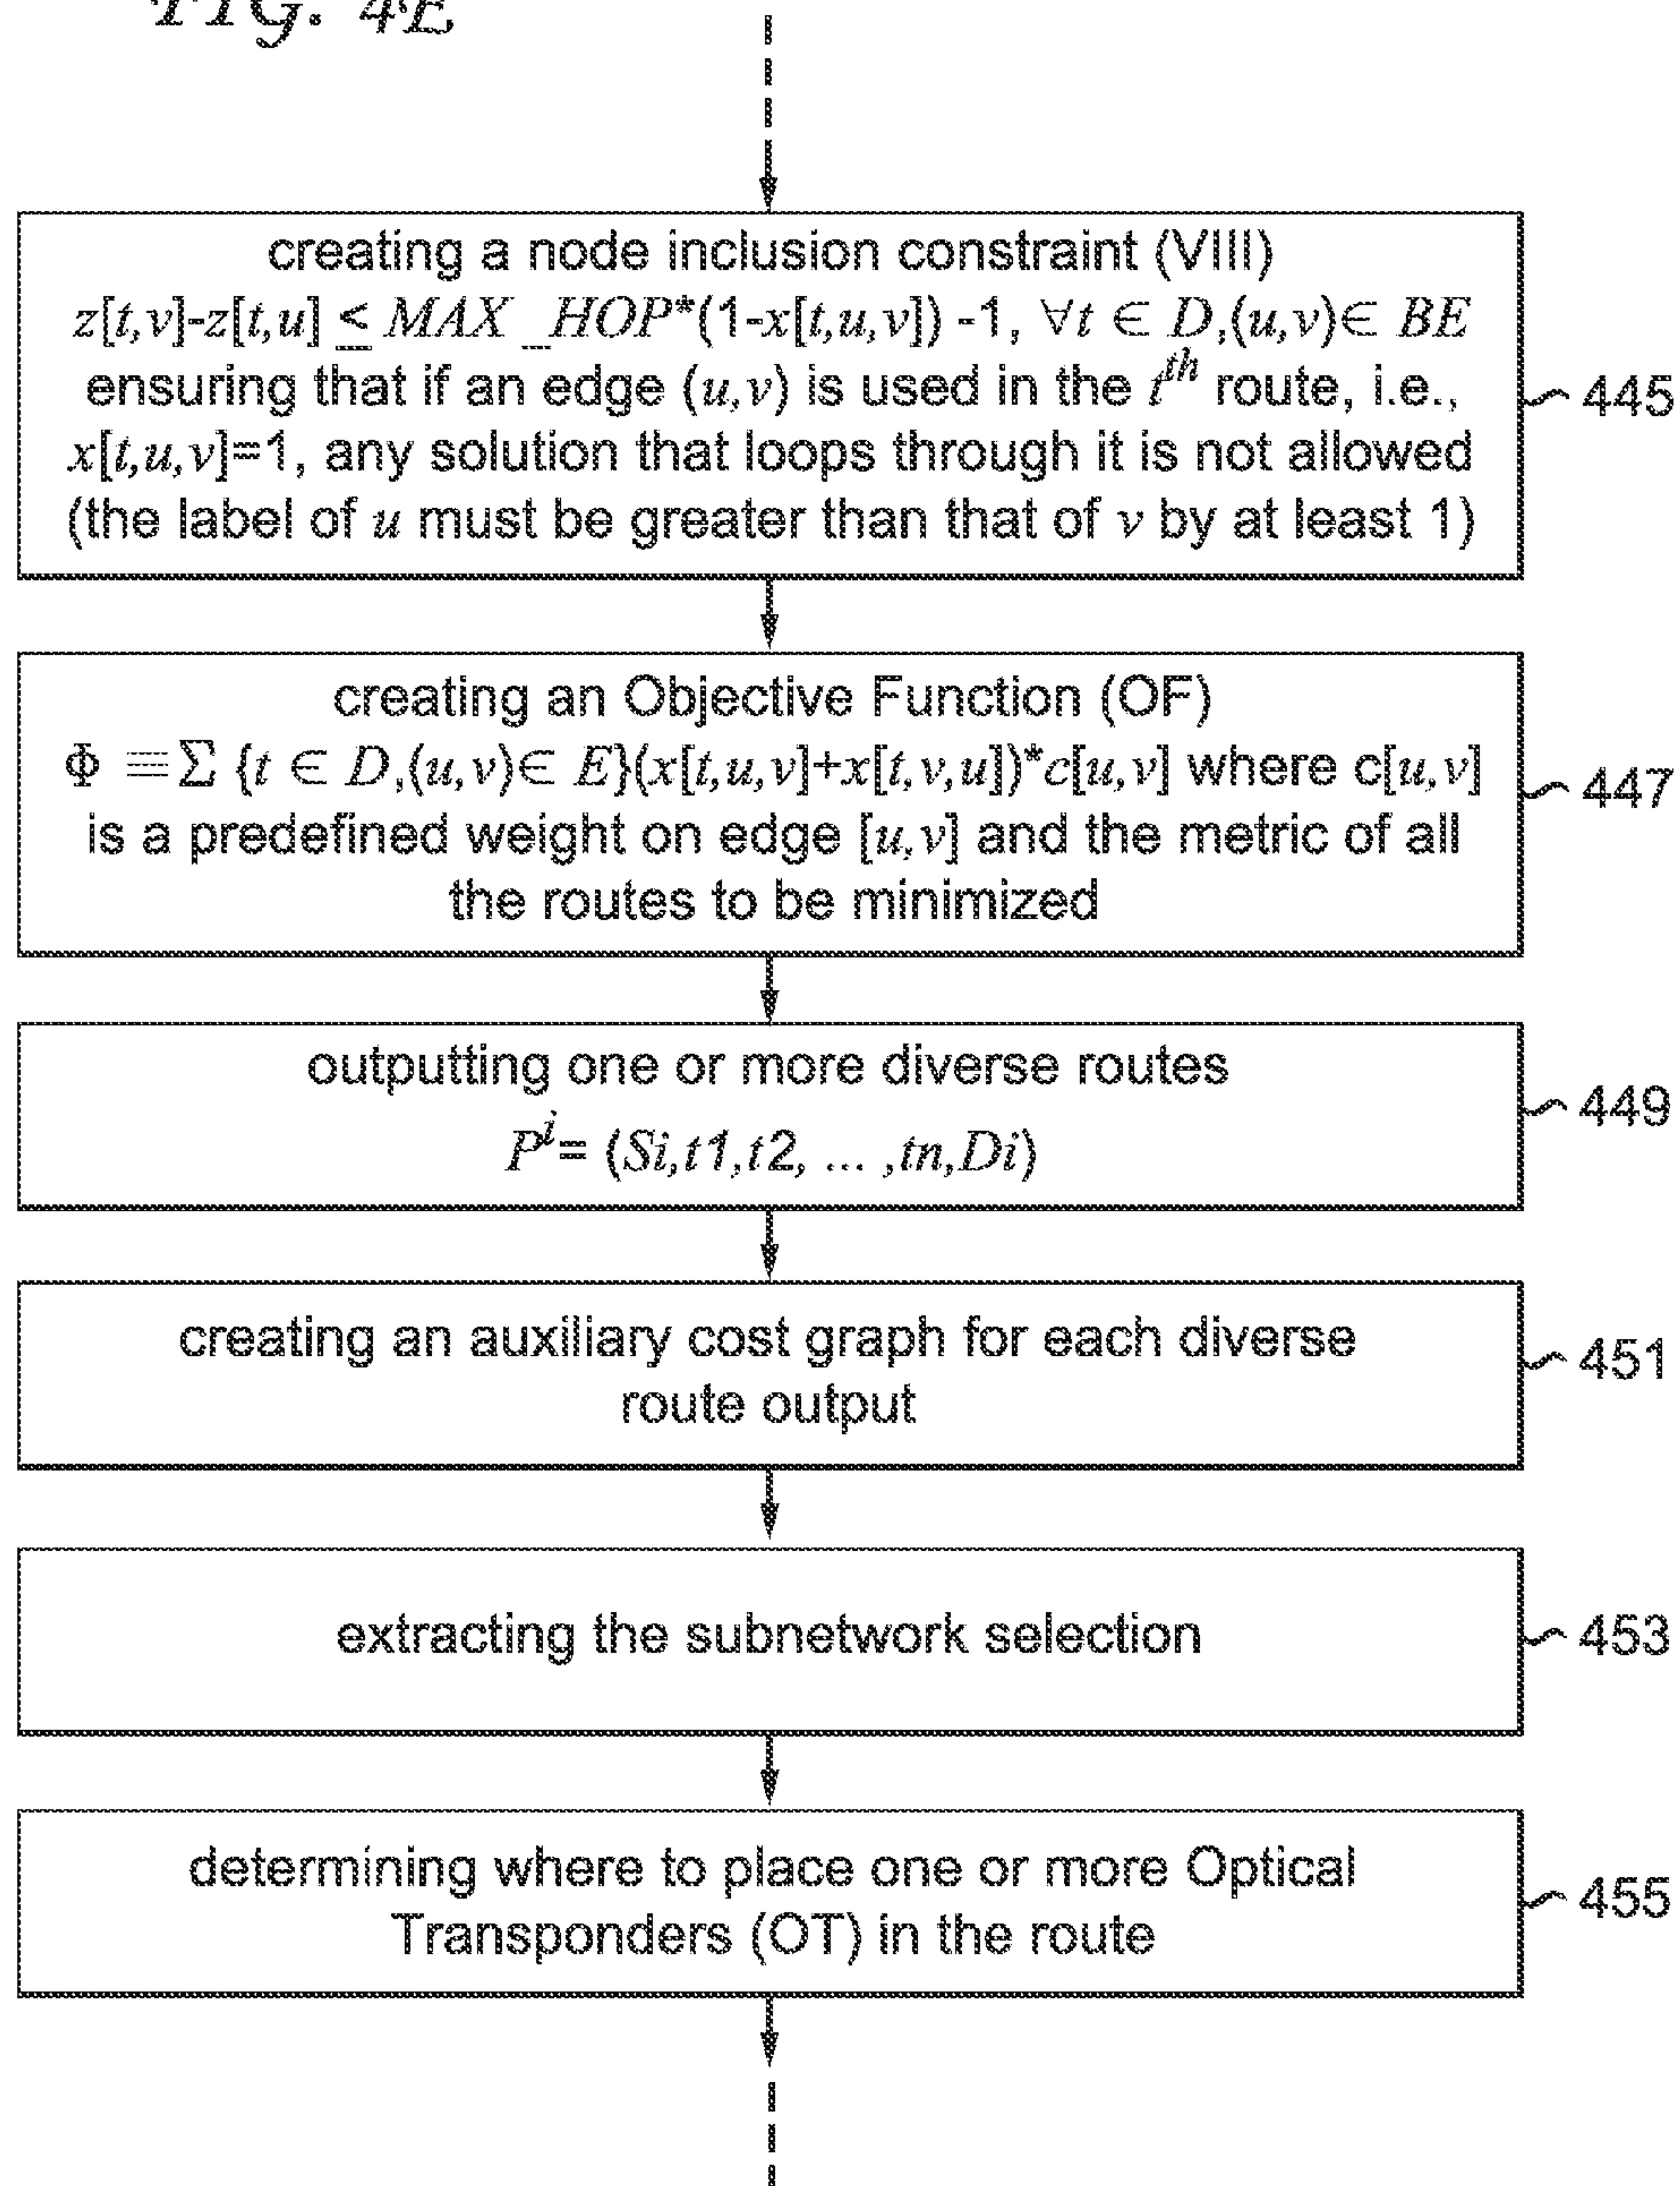 FIG. 4E
creating a node inclusion constraint (VIII)
z[t,v]-z[t,u] ≤ MAX_HOP*(1-x[t,u,v]) -1, ∀t ∈ D,(u,v)∈ BE
ensuring that if an edge (u,v) is used in the tth route, i.e.,
x[t,u,v]=1, any solution that loops through it is not allowed
(the label of u must be greater than that of v by at least 1)
445
creating an Objective Function (OF)
Φ ≡ Σ {t ∈ D,(u,v)∈ E}(x[t,u,v]+x[t,v,u])*c[u,v] where c[u,v]
is a predefined weight on edge [u,v] and the metric of all
the routes to be minimized
447
outputting one or more diverse routes
Pi= (Si,t1,t2, ... ,tn,Di)
449
creating an auxiliary cost graph for each diverse
route output
451
extracting the subnetwork selection
453
determining where to place one or more Optical
Transponders (OT) in the route
455